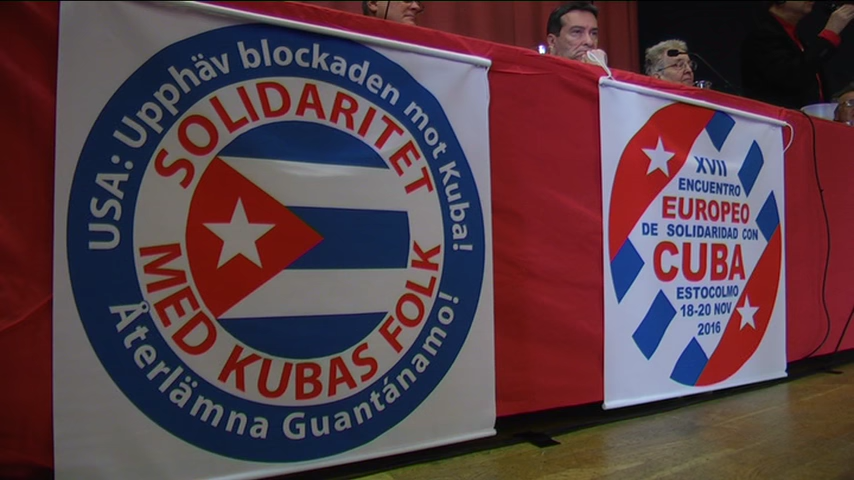 USA: Upphäv blockaden mot Kuba!
SOLIDARITET
MED KUBAS FOLK
Återlämna Guantánamo!
XVII
ENCUENTRO
EUROPEO
DE SOLIDARIDAD CON
CUBA
ESTOCOLMO
18-20 NOV
2016